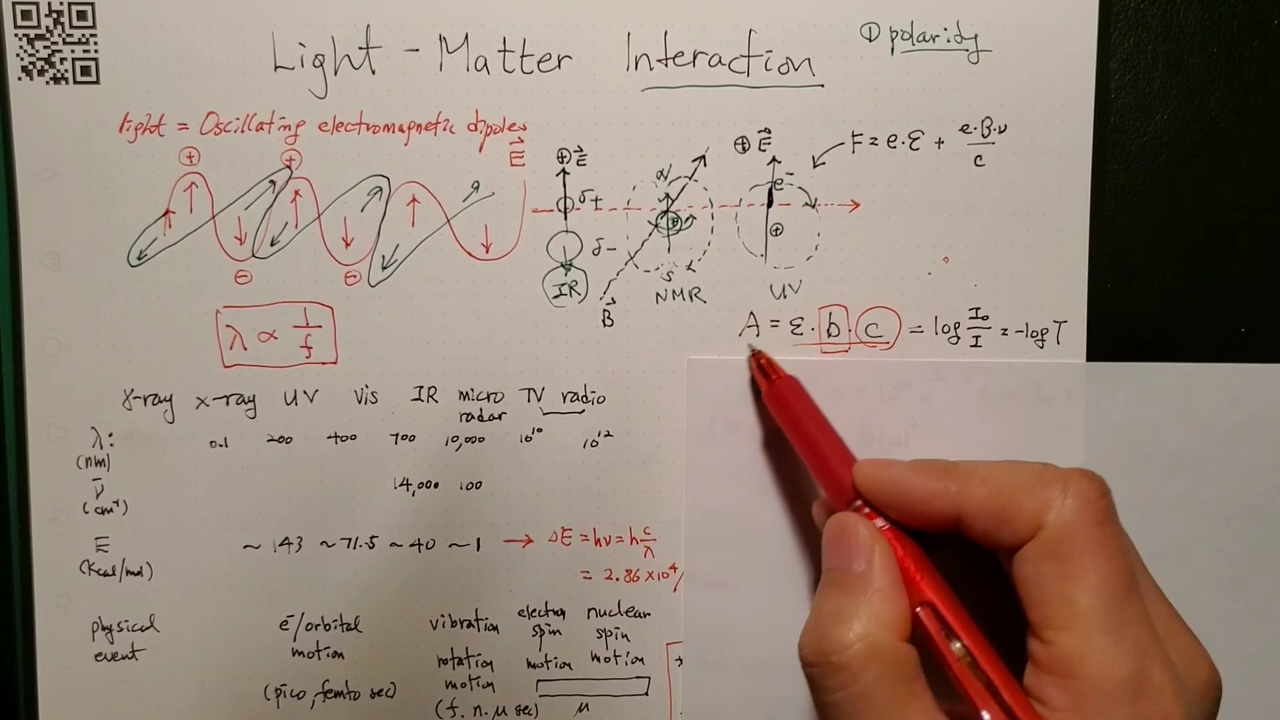 Light - Matter Interaction
① polarity
light = Oscillating electromagnetic dipoles
⊕ ⊕ E⃗
⊖ ⊖
λ ∝ 1/f
⊕ E⃗
δ+
δ-
IR
α
S
B⃗
NMR
⊕ E⃗
e⁻
⊕
UV
F = e·Ɛ + e·B·v/c
A = ε·b·c = log I₀/I = -log T
γ-ray x-ray UV vis IR micro radar TV radio
λ: (nm) 0.1 200 400 700 10,000 10¹⁰ 10¹²
ν̄ (cm⁻¹) 14,000 100
E (kcal/mol) ~143 ~71.5 ~40 ~1 → ΔE = hν = h c/λ
= 2.86×10⁴/
physical event
e⁻/orbital motion
(pico, femto sec)
vibration rotation motion
(f. n. μ sec)
electron spin motion
nuclear spin motion
μ